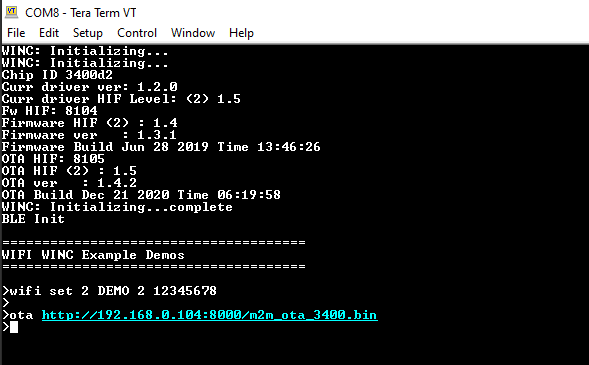 COM8 - Tera Term VT
File Edit Setup Control Window Help
WINC: Initializing...
WINC: Initializing...
Chip ID 3400d2
Curr driver ver: 1.2.0
Curr driver HIF Level: (2) 1.5
Fw HIF: 8104
Firmware HIF (2) : 1.4
Firmware ver   : 1.3.1
Firmware Build Jun 28 2019 Time 13:46:26
OTA HIF: 8105
OTA HIF (2) : 1.5
OTA ver   : 1.4.2
OTA Build Dec 21 2020 Time 06:19:58
WINC: Initializing...complete
BLE Init
======================================
WIFI WINC Example Demos
======================================
>wifi set 2 DEMO 2 12345678
>
>ota http://192.168.0.104:8000/m2m_ota_3400.bin
>